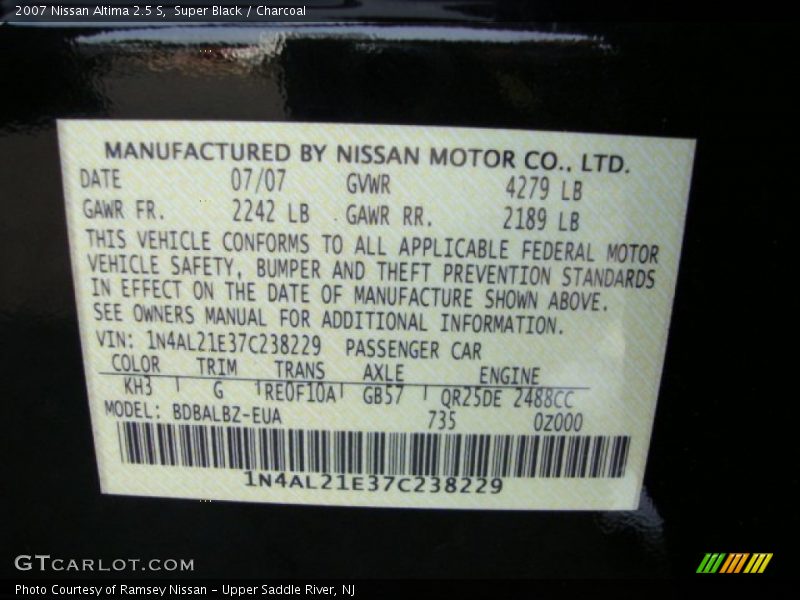 2007 Nissan Altima 2.5 S, Super Black / Charcoal
MANUFACTURED BY NISSAN MOTOR CO., LTD.
DATE 07/07 GVWR 4279 LB
GAWR FR. 2242 LB GAWR RR. 2189 LB
THIS VEHICLE CONFORMS TO ALL APPLICABLE FEDERAL MOTOR
VEHICLE SAFETY, BUMPER AND THEFT PREVENTION STANDARDS
IN EFFECT ON THE DATE OF MANUFACTURE SHOWN ABOVE.
SEE OWNERS MANUAL FOR ADDITIONAL INFORMATION.
VIN: 1N4AL21E37C238229 PASSENGER CAR
COLOR TRIM TRANS AXLE ENGINE
KH3 G RE0F10A GB57 QR25DE 2488CC
MODEL: BDBALBZ-EUA 735 0Z000
1N4AL21E37C238229
GTCARLOT.COM
Photo Courtesy of Ramsey Nissan - Upper Saddle River, NJ